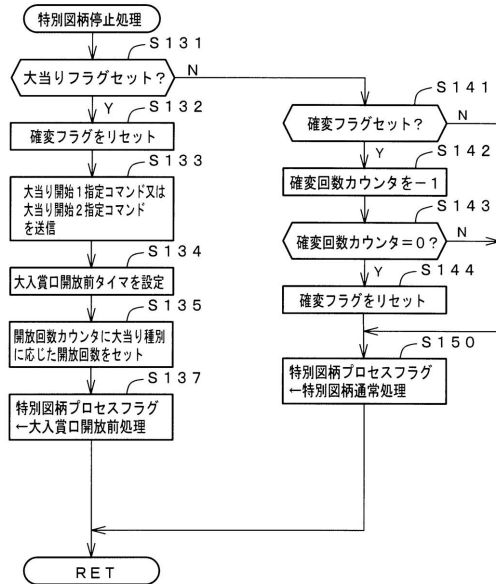 特別図柄停止処理
S131
大当りフラグセット？
N
Y
S132
確変フラグをリセット
S133
大当り開始1指定コマンド又は
大当り開始2指定コマンド
を送信
S134
大入賞口開放前タイマを設定
S135
開放回数カウンタに大当り種別
に応じた開放回数をセット
S137
特別図柄プロセスフラグ
←大入賞口開放前処理
S141
確変フラグセット？
N
Y
S142
確変回数カウンタを－1
S143
確変回数カウンタ＝0？
N
Y
S144
確変フラグをリセット
S150
特別図柄プロセスフラグ
←特別図柄通常処理
RET